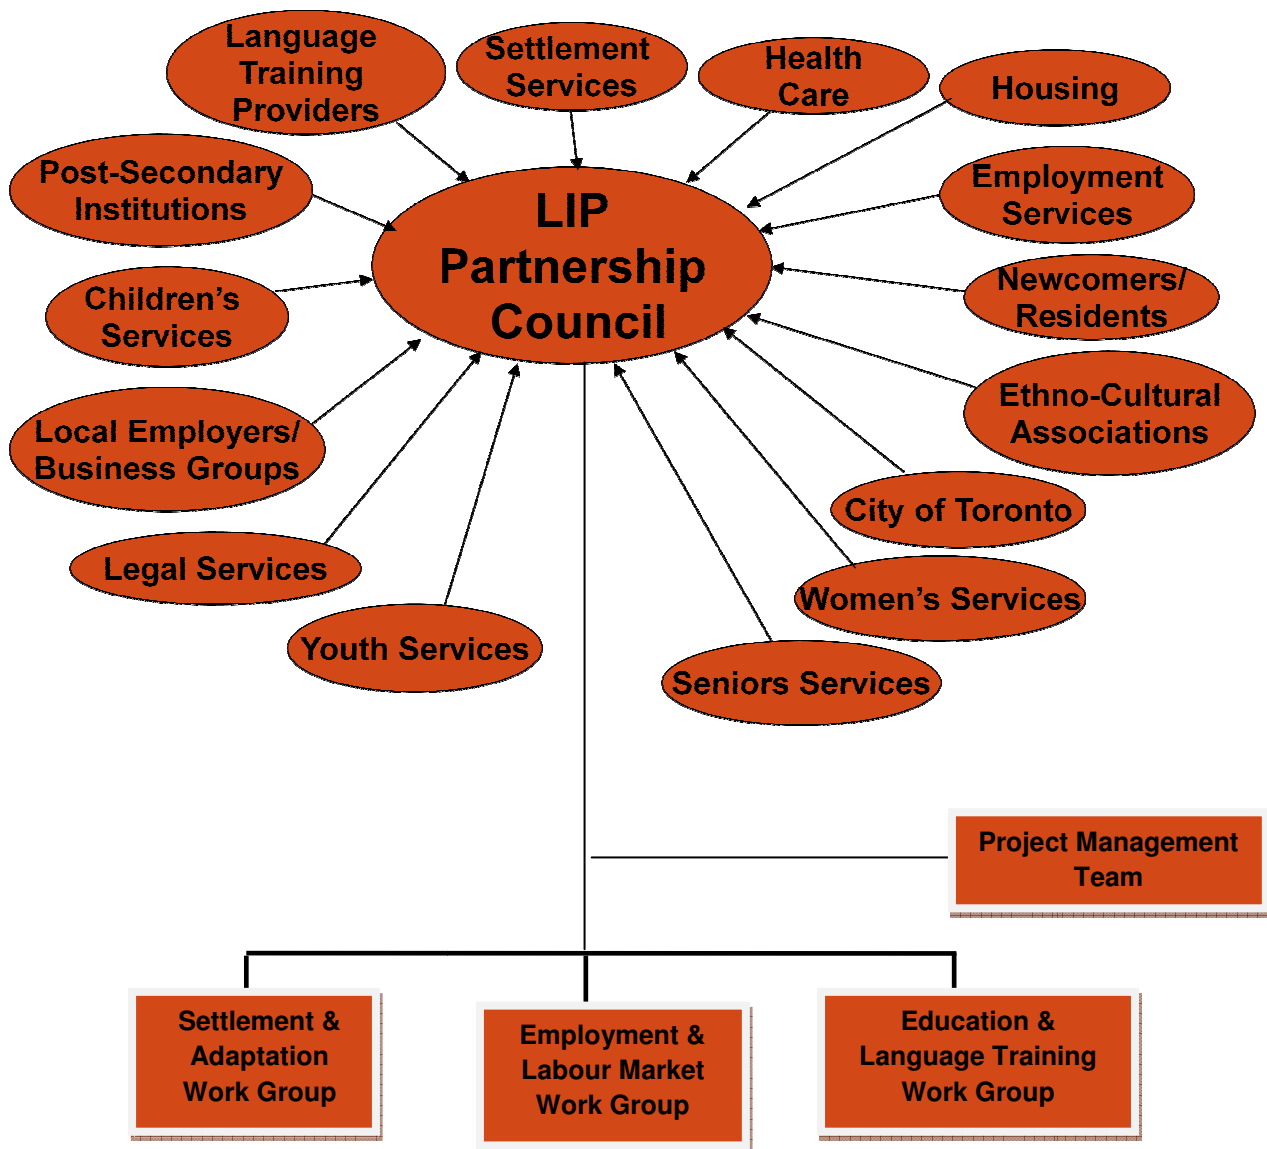 Language
Training
Providers
Settlement
Services
Health
Care
Housing
Post-Secondary
Institutions
LIP
Partnership
Council
Employment
Services
Children's
Services
Newcomers/
Residents
Local Employers/
Business Groups
Ethno-Cultural
Associations
Legal Services
City of Toronto
Youth Services
Women's Services
Seniors Services
Project Management
Team
Settlement &
Adaptation
Work Group
Employment &
Labour Market
Work Group
Education &
Language Training
Work Group